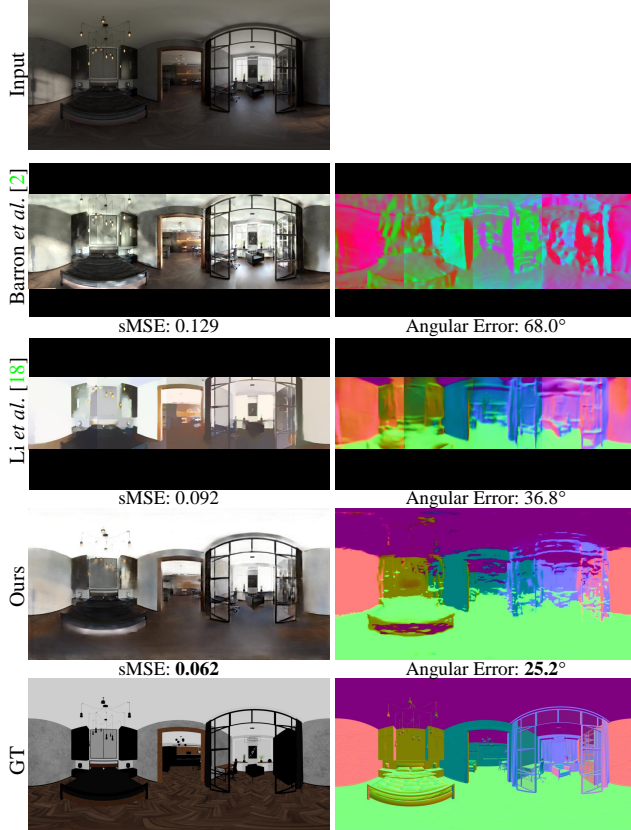 Input
Barron et al. [2]
sMSE: 0.129 Angular Error: 68.0°
Li et al. [18]
sMSE: 0.092 Angular Error: 36.8°
Ours
sMSE: 0.062 Angular Error: 25.2°
GT